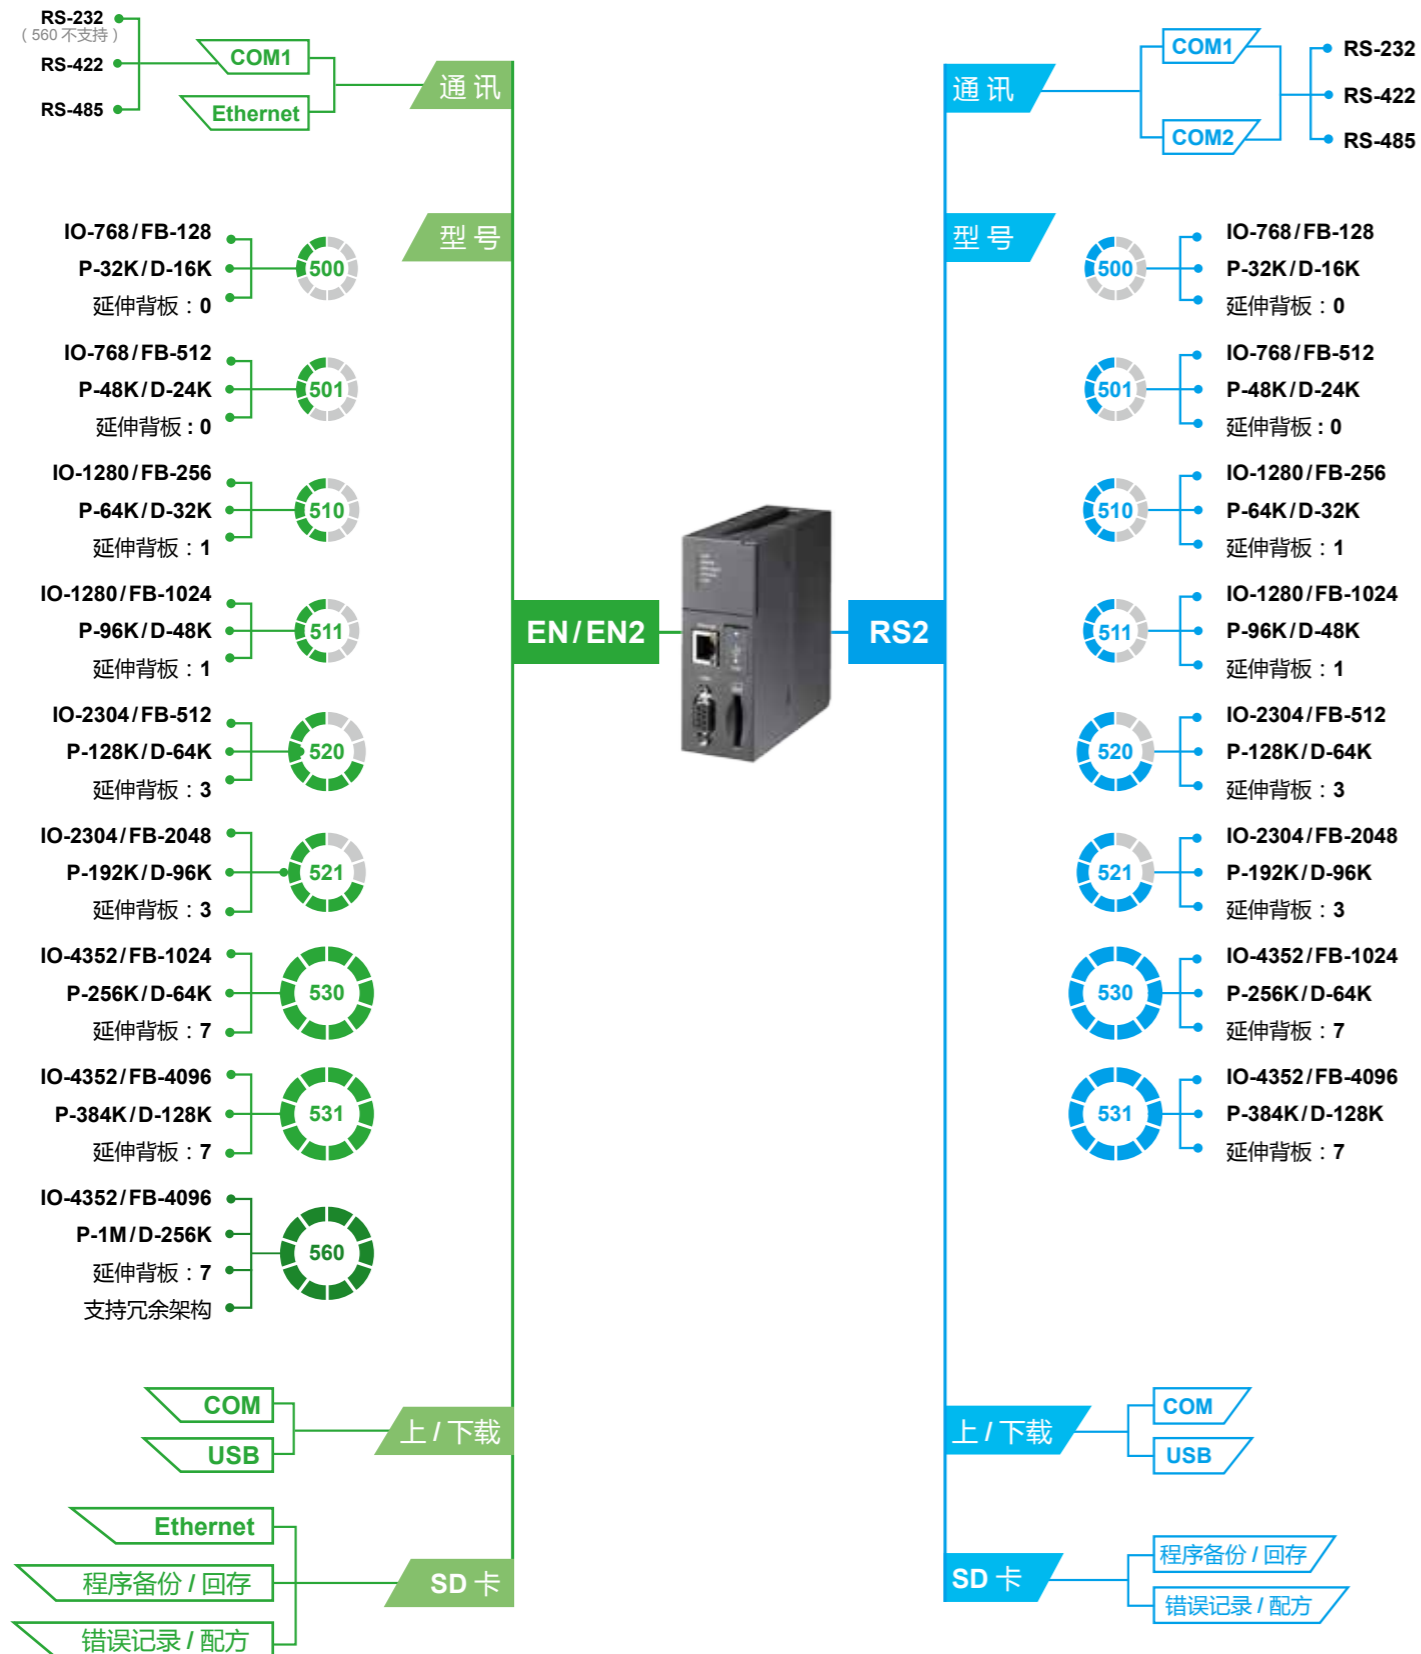 RS-232
（560 不支持）
RS-422
RS-485
COM1
Ethernet
通 讯
型 号
IO-768/FB-128
P-32K/D-16K
延伸背板：0
500
IO-768/FB-512
P-48K/D-24K
延伸背板：0
501
IO-1280/FB-256
P-64K/D-32K
延伸背板：1
510
IO-1280/FB-1024
P-96K/D-48K
延伸背板：1
511
IO-2304/FB-512
P-128K/D-64K
延伸背板：3
520
IO-2304/FB-2048
P-192K/D-96K
延伸背板：3
521
IO-4352/FB-1024
P-256K/D-64K
延伸背板：7
530
IO-4352/FB-4096
P-384K/D-128K
延伸背板：7
531
IO-4352/FB-4096
P-1M/D-256K
延伸背板：7
支持冗余架构
560
COM
USB
上 / 下载
Ethernet
程序备份 / 回存
错误记录 / 配方
SD 卡
EN/EN2
RS2
通 讯
COM1
COM2
RS-232
RS-422
RS-485
型 号
500
IO-768/FB-128
P-32K/D-16K
延伸背板：0
501
IO-768/FB-512
P-48K/D-24K
延伸背板：0
510
IO-1280/FB-256
P-64K/D-32K
延伸背板：1
511
IO-1280/FB-1024
P-96K/D-48K
延伸背板：1
520
IO-2304/FB-512
P-128K/D-64K
延伸背板：3
521
IO-2304/FB-2048
P-192K/D-96K
延伸背板：3
530
IO-4352/FB-1024
P-256K/D-64K
延伸背板：7
531
IO-4352/FB-4096
P-384K/D-128K
延伸背板：7
上 / 下载
COM
USB
SD 卡
程序备份 / 回存
错误记录 / 配方